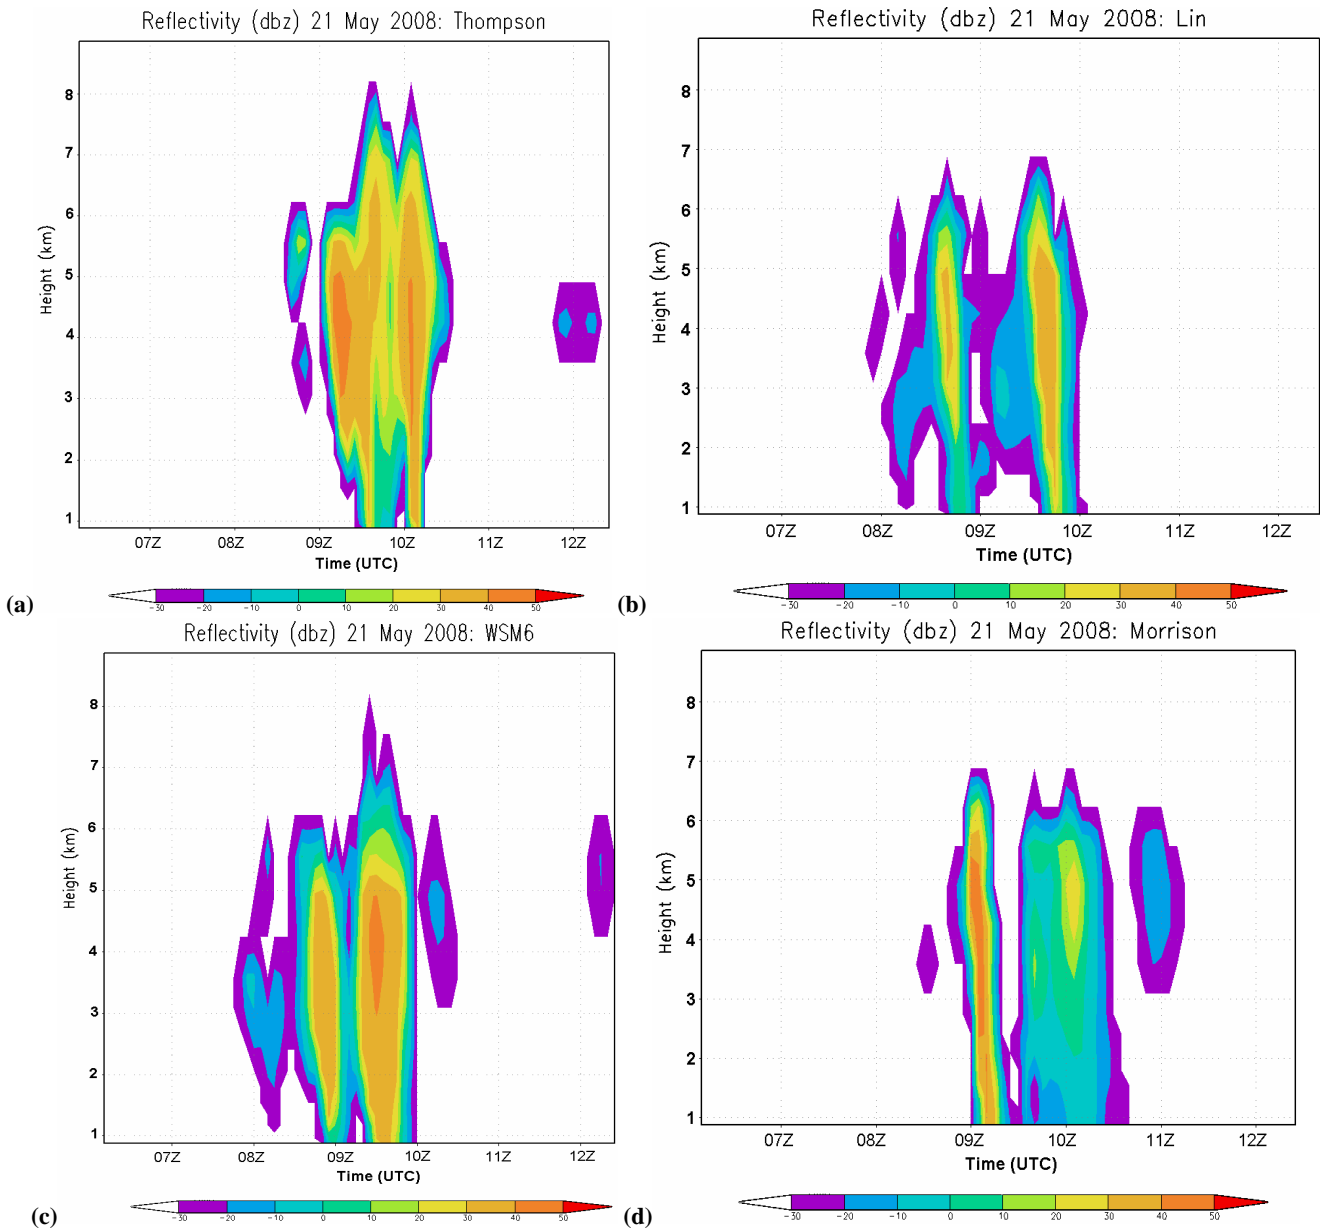 Reflectivity (dbz) 21 May 2008: Thompson
Height (km)
8
7
6
5
4
3
2
1
07Z 08Z 09Z 10Z 11Z 12Z
Time (UTC)
(a)
-30 -20 -10 0 10 20 30 40 50
Reflectivity (dbz) 21 May 2008: Lin
Height (km)
8
7
6
5
4
3
2
1
07Z 08Z 09Z 10Z 11Z 12Z
Time (UTC)
(b)
-30 -20 -10 0 10 20 30 40 50
Reflectivity (dbz) 21 May 2008: WSM6
Height (km)
8
7
6
5
4
3
2
1
07Z 08Z 09Z 10Z 11Z 12Z
Time (UTC)
(c)
-30 -20 -10 0 10 20 30 40 50
Reflectivity (dbz) 21 May 2008: Morrison
Height (km)
8
7
6
5
4
3
2
1
07Z 08Z 09Z 10Z 11Z 12Z
Time (UTC)
(d)
-30 -20 -10 0 10 20 30 40 50